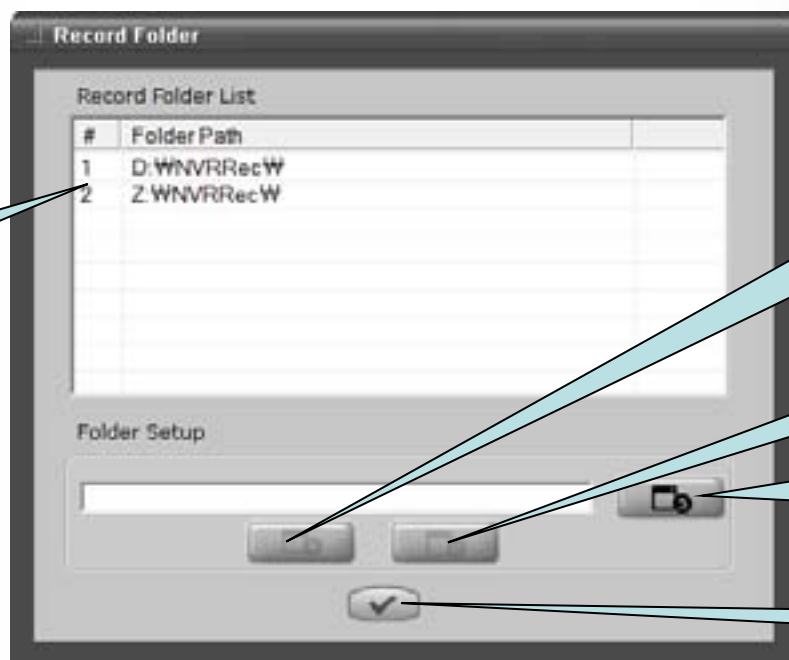 Record Folder
Record Folder List
# Folder Path
1 D:₩NVRRec₩
2 Z:₩NVRRec₩
Folder Setup